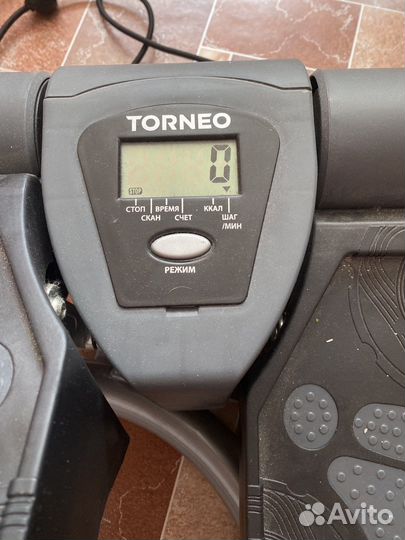 TORNEO
0
STOP
СТОП ВРЕМЯ ККАЛ
СКАН СЧЕТ ШАГ
/МИН
РЕЖИМ
Avito